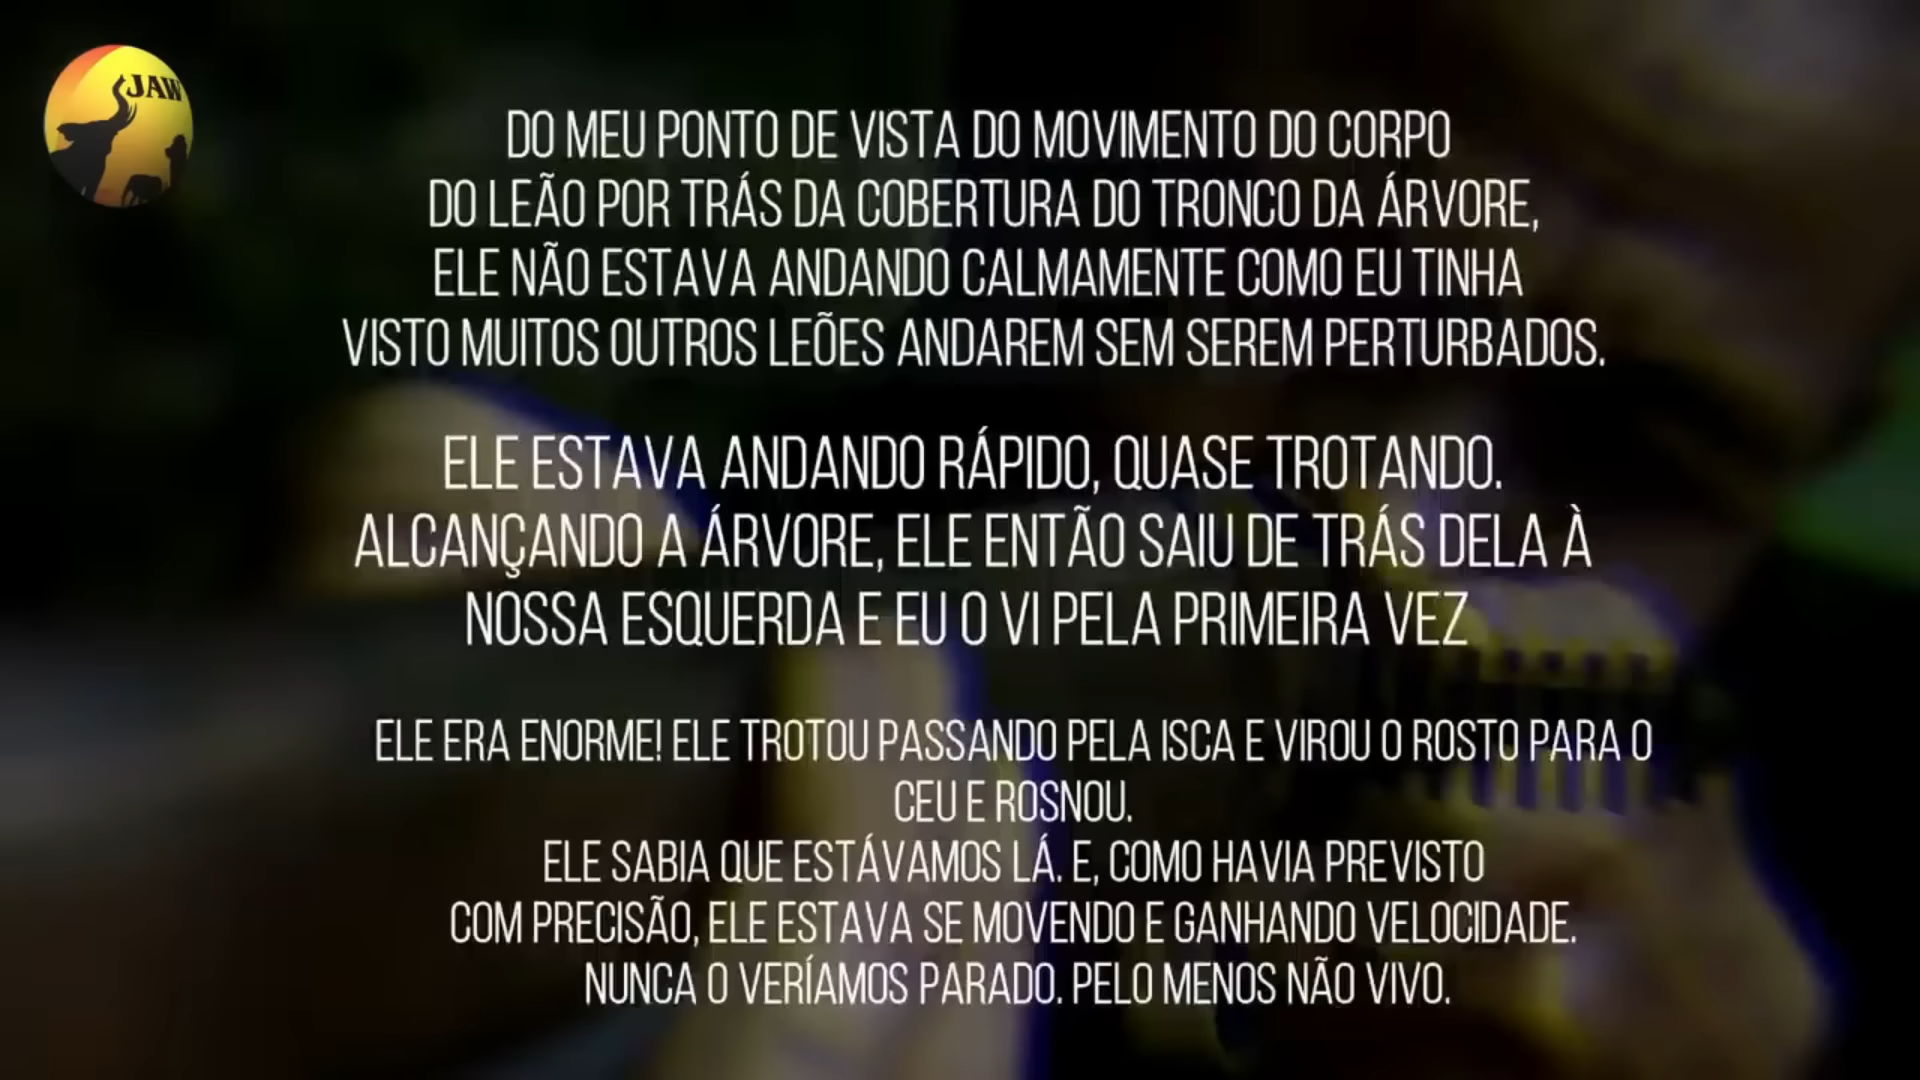 JAW
DO MEU PONTO DE VISTA DO MOVIMENTO DO CORPO
DO LEÃO POR TRÁS DA COBERTURA DO TRONCO DA ÁRVORE,
ELE NÃO ESTAVA ANDANDO CALMAMENTE COMO EU TINHA
VISTO MUITOS OUTROS LEÕES ANDAREM SEM SEREM PERTURBADOS.
ELE ESTAVA ANDANDO RÁPIDO, QUASE TROTANDO.
ALCANÇANDO A ÁRVORE, ELE ENTÃO SAIU DE TRÁS DELA À
NOSSA ESQUERDA E EU O VI PELA PRIMEIRA VEZ
ELE ERA ENORME! ELE TROTOU PASSANDO PELA ISCA E VIROU O ROSTO PARA O
CEU E ROSNOU.
ELE SABIA QUE ESTÁVAMOS LÁ. E, COMO HAVIA PREVISTO
COM PRECISÃO, ELE ESTAVA SE MOVENDO E GANHANDO VELOCIDADE.
NUNCA O VERÍAMOS PARADO. PELO MENOS NÃO VIVO.